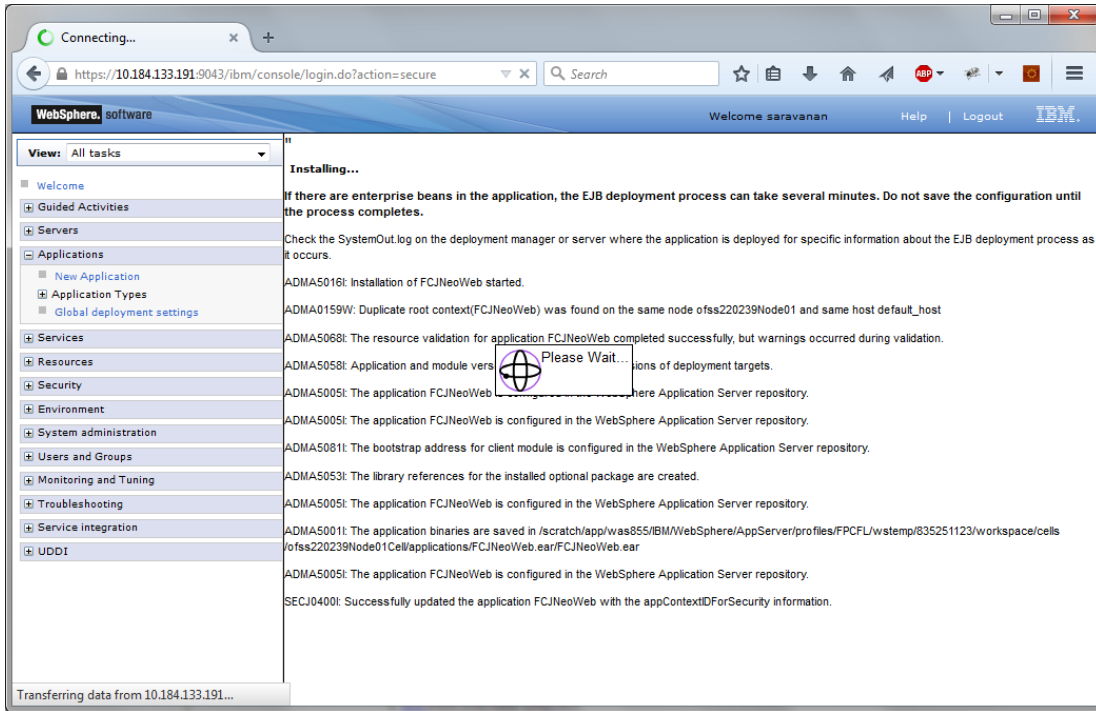 Connecting...
https://10.184.133.191:9043/ibm/console/login.do?action=secure
Search
ABP
WebSphere. software
Welcome saravanan
Help | Logout
IBM.
View: All tasks
Welcome
Guided Activities
Servers
Applications
New Application
Application Types
Global deployment settings
Services
Resources
Security
Environment
System administration
Users and Groups
Monitoring and Tuning
Troubleshooting
Service integration
UDDI
"
Installing...
If there are enterprise beans in the application, the EJB deployment process can take several minutes. Do not save the configuration until
the process completes.
Check the SystemOut.log on the deployment manager or server where the application is deployed for specific information about the EJB deployment process as
it occurs.
ADMA5016I: Installation of FCJNeoWeb started.
ADMA0159W: Duplicate root context(FCJNeoWeb) was found on the same node ofss220239Node01 and same host default_host
ADMA5068I: The resource validation for application FCJNeoWeb completed successfully, but warnings occurred during validation.
ADMA5058I: Application and module vers ions of deployment targets.
Please Wait...
ADMA5005I: The application FCJNeoWeb is configured in the WebSphere Application Server repository.
ADMA5005I: The application FCJNeoWeb is configured in the WebSphere Application Server repository.
ADMA5081I: The bootstrap address for client module is configured in the WebSphere Application Server repository.
ADMA5053I: The library references for the installed optional package are created.
ADMA5005I: The application FCJNeoWeb is configured in the WebSphere Application Server repository.
ADMA5001I: The application binaries are saved in /scratch/app/was855/IBM/WebSphere/AppServer/profiles/FPCFL/wstemp/835251123/workspace/cells
/ofss220239Node01Cell/applications/FCJNeoWeb.ear/FCJNeoWeb.ear
ADMA5005I: The application FCJNeoWeb is configured in the WebSphere Application Server repository.
SECJ0400I: Successfully updated the application FCJNeoWeb with the appContextIDForSecurity information.
Transferring data from 10.184.133.191...